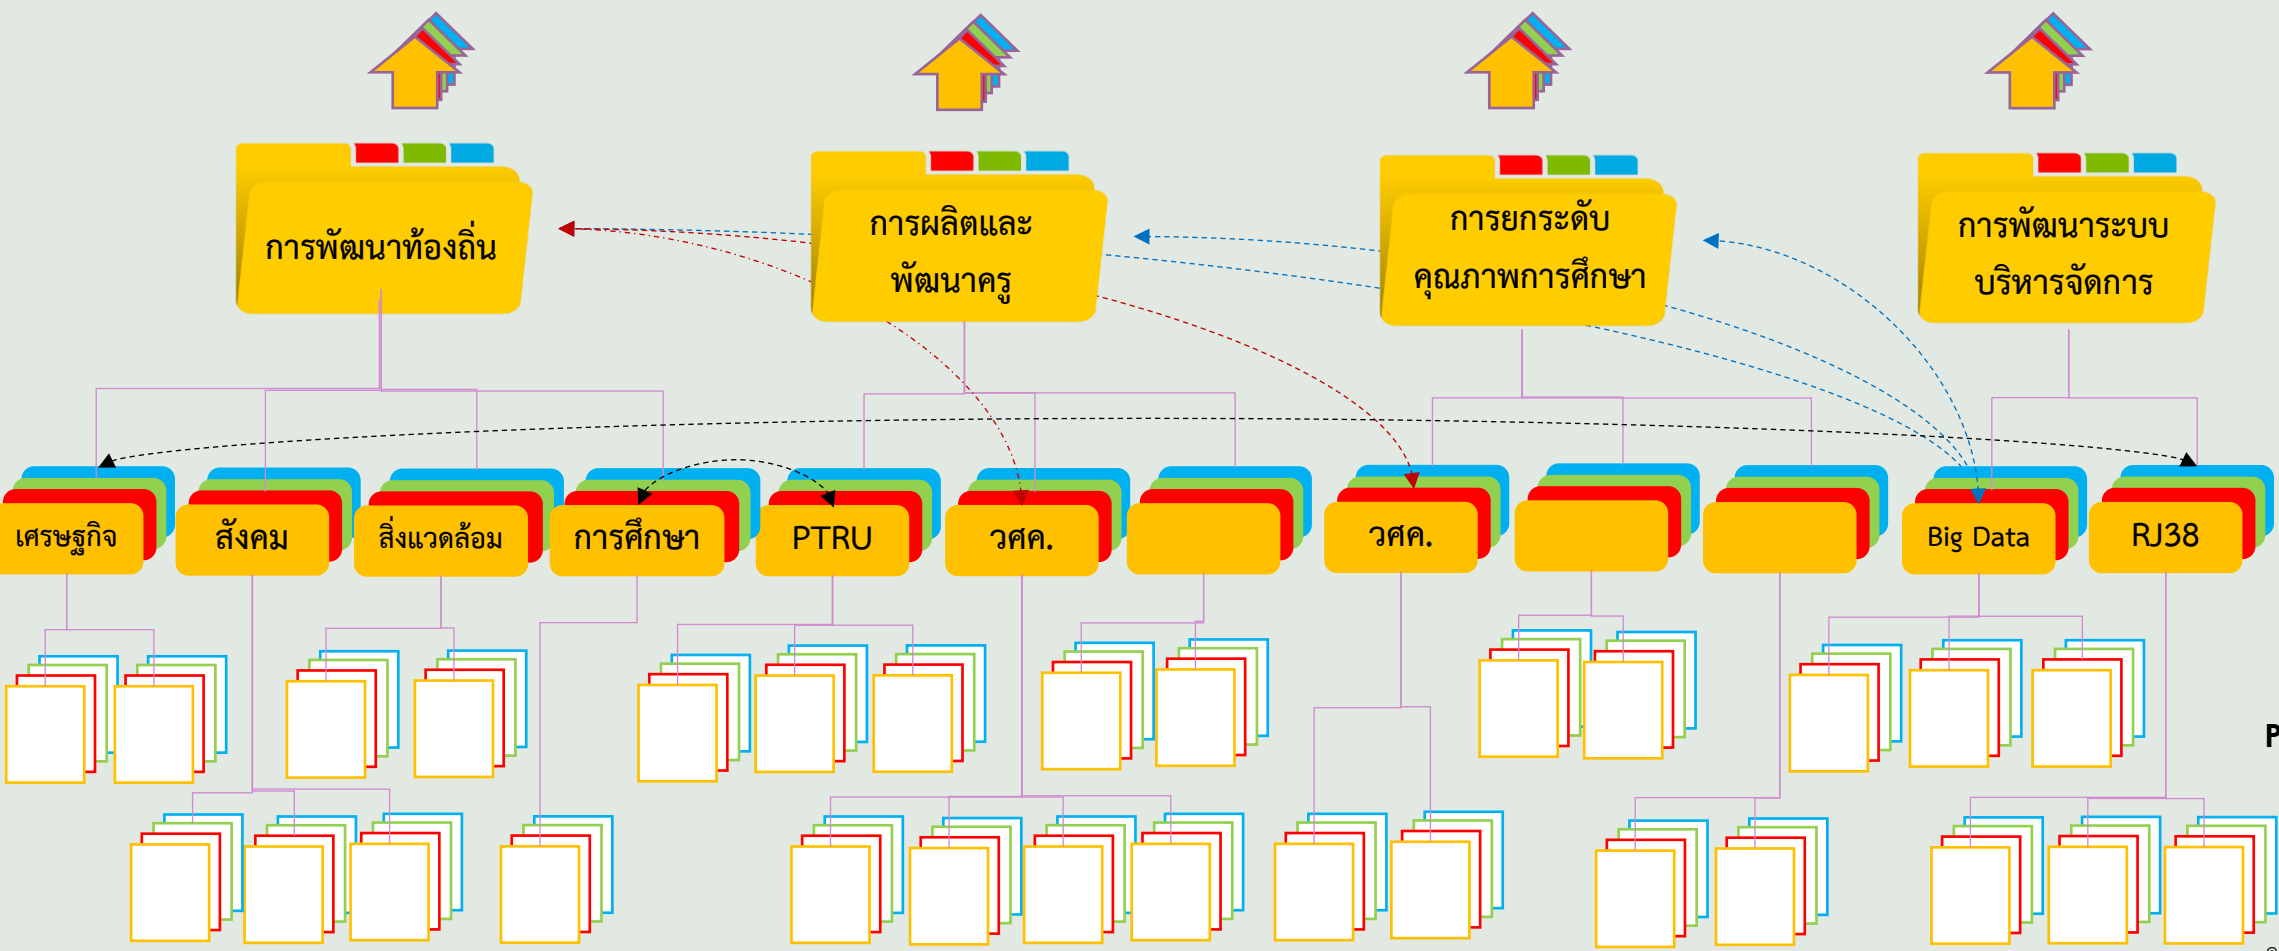 การพัฒนาท้องถิ่น
การผลิตและ
พัฒนาครู
การยกระดับ
คุณภาพการศึกษา
การพัฒนาระบบ
บริหารจัดการ
เศรษฐกิจ
สังคม
สิ่งแวดล้อม
การศึกษา
PTRU
วศค.
วศค.
Big Data
RJ38
P